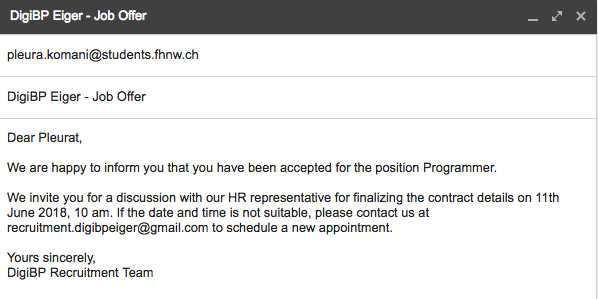 DigiBP Eiger - Job Offer
pleura.komani@students.fhnw.ch
DigiBP Eiger - Job Offer
Dear Pleurat,
We are happy to inform you that you have been accepted for the position Programmer.
We invite you for a discussion with our HR representative for finalizing the contract details on 11th
June 2018, 10 am. If the date and time is not suitable, please contact us at
recruitment.digibpeiger@gmail.com to schedule a new appointment.
Yours sincerely,
DigiBP Recruitment Team